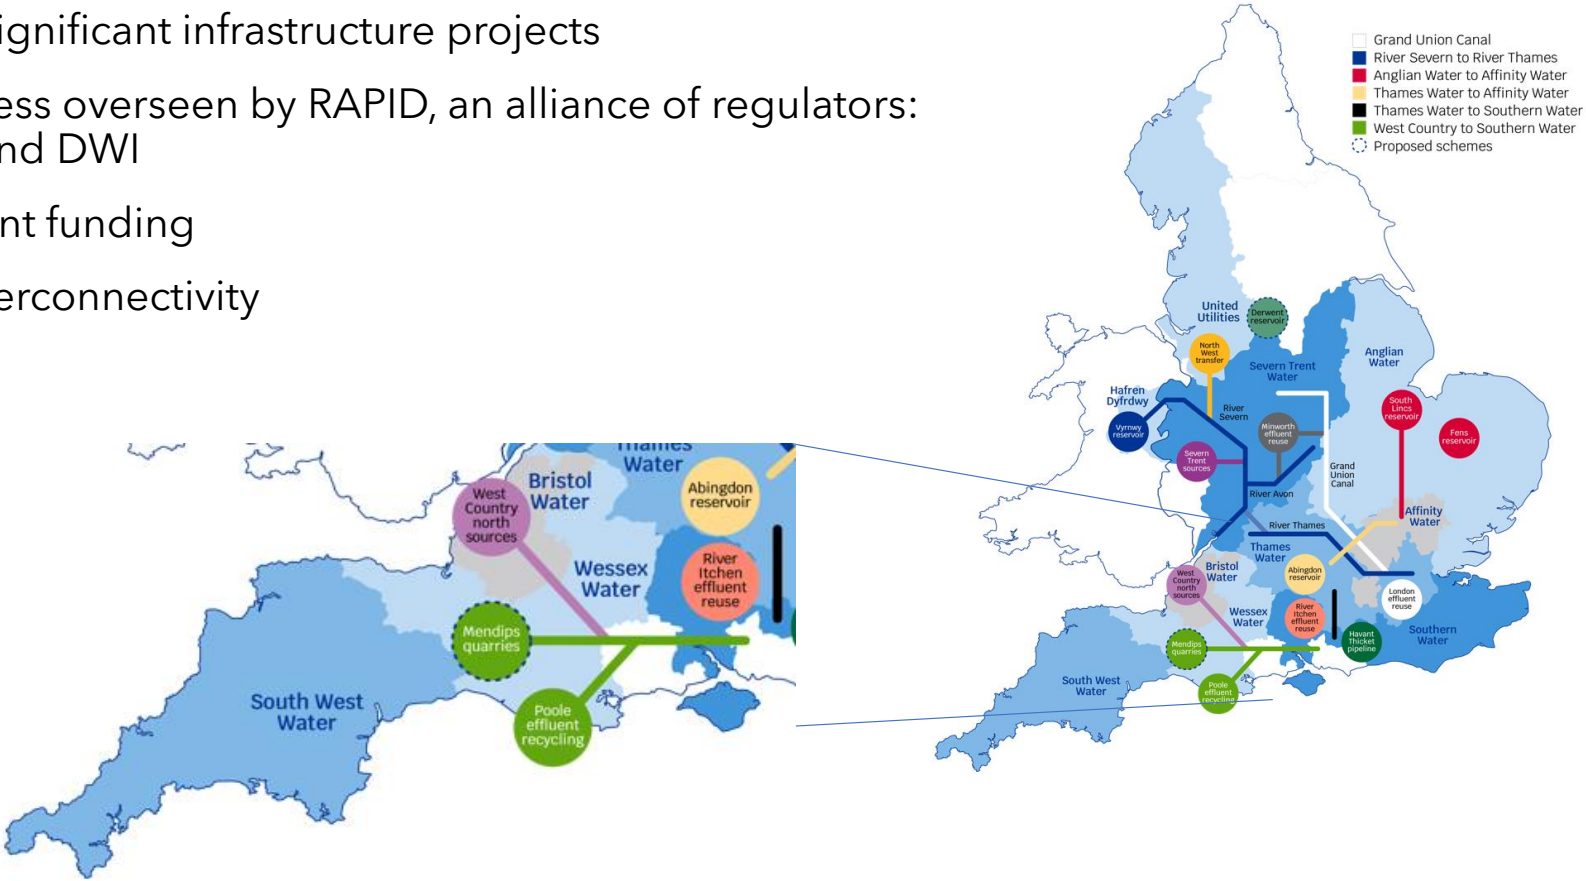 ignificant infrastructure projects
ess overseen by RAPID, an alliance of regulators:
nd DWI
nt funding
erconnectivity
Grand Union Canal
River Severn to River Thames
Anglian Water to Affinity Water
Thames Water to Affinity Water
Thames Water to Southern Water
West Country to Southern Water
Proposed schemes
United
Utilities
Derwent
reservoir
North
West
transfer
Severn Trent
Water
Anglian
Water
Hafren
Dyfrdwy
Vyrnwy
reservoir
River
Severn
Minworth
effluent
reuse
South
Lincs
reservoir
Fens
reservoir
Severn
Trent
sources
Grand
Union
Canal
River Avon
River Thames
Affinity
Water
Thames
Water
Bristol
Water
Abingdon
reservoir
West
Country
north
sources
London
effluent
reuse
Wessex
Water
River
Itchen
effluent
reuse
Havant
Thicket
pipeline
Southern
Water
Mendips
quarries
South West
Water
Poole
effluent
recycling
Thames
Water
Bristol
Water
West
Country
north
sources
Abingdon
reservoir
Wessex
Water
River
Itchen
effluent
reuse
Mendips
quarries
South West
Water
Poole
effluent
recycling